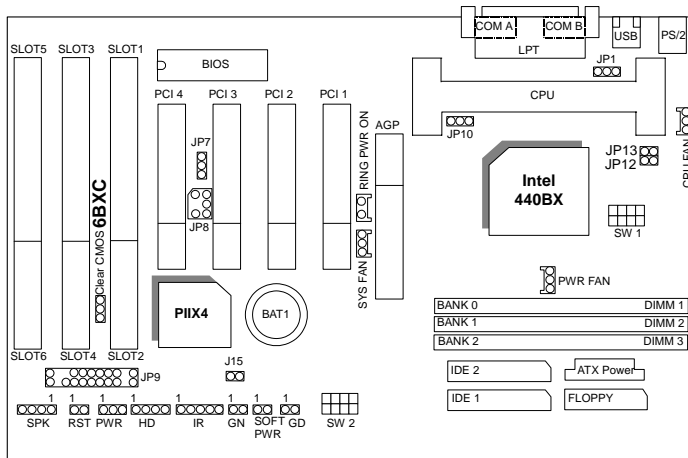 COM A COM B
LPT
USB
PS/2
SLOT5 SLOT3 SLOT1
BIOS
JP1
CPU
PCI 4 PCI 3 PCI 2 PCI 1
AGP
RING PWR ON
JP10
CPU FAN
JP7
JP13
JP12
Intel
440BX
JP8
SW 1
Clear CMOS
6BXC
SYS FAN
PWR FAN
PIIX4
BAT1
BANK 0 DIMM 1
BANK 1 DIMM 2
BANK 2 DIMM 3
SLOT6 SLOT4 SLOT2
J15
JP9
IDE 2
ATX Power
IDE 1
FLOPPY
1 1 1 1 1 1 1 1
SPK RST PWR HD IR GN SOFT PWR GD
SW 2